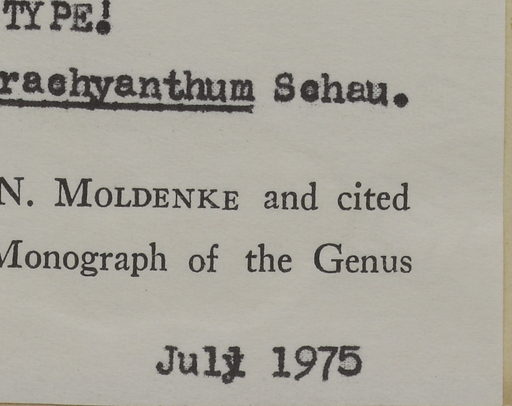 TYPE!
rachyanthum Schau.
N. MOLDENKE and cited
Monograph of the Genus
July 1975